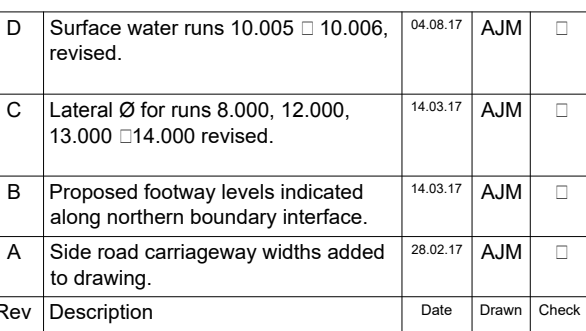 D Surface water runs 10.005 □ 10.006, 04.08.17 AJM □
revised.
C Lateral Ø for runs 8.000, 12.000, 14.03.17 AJM □
13.000 □14.000 revised.
B Proposed footway levels indicated 14.03.17 AJM □
along northern boundary interface.
A Side road carriageway widths added 28.02.17 AJM □
to drawing.
Rev Description Date Drawn Check